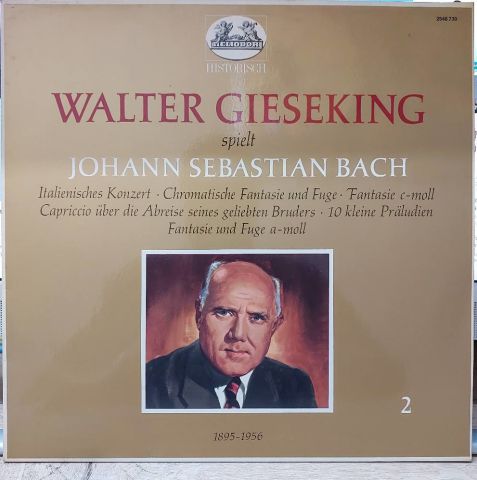 2548 730
HELIODOR
HISTORISCH
WALTER GIESEKING
spielt
JOHANN SEBASTIAN BACH
Italienisches Konzert · Chromatische Fantasie und Fuge · Fantasie c-moll
Capriccio über die Abreise seines geliebten Bruders · 10 kleine Präludien
Fantasie und Fuge a-moll
2
1895-1956